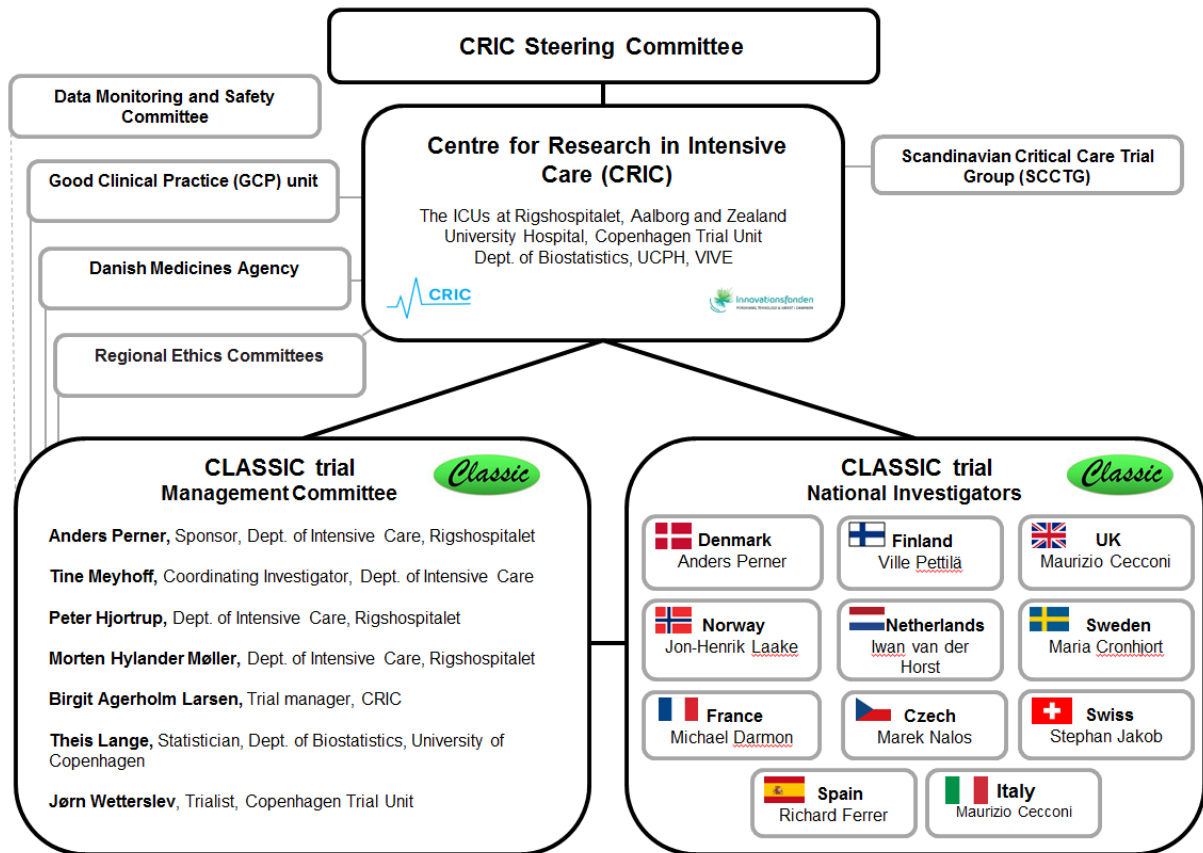 CRIC Steering Committee
Data Monitoring and Safety
Committee
Good Clinical Practice (GCP) unit
Danish Medicines Agency
Regional Ethics Committees
Centre for Research in Intensive
Care (CRIC)
The ICUs at Rigshospitalet, Aalborg and Zealand
University Hospital, Copenhagen Trial Unit
Dept. of Biostatistics, UCPH, VIVE
CRIC
Innovationsfonden
Scandinavian Critical Care Trial
Group (SCCTG)
CLASSIC trial
Management Committee
Classic
Anders Perner, Sponsor, Dept. of Intensive Care, Rigshospitalet
Tine Meyhoff, Coordinating Investigator, Dept. of Intensive Care
Peter Hjortrup, Dept. of Intensive Care, Rigshospitalet
Morten Hylander Møller, Dept. of Intensive Care, Rigshospitalet
Birgit Agerholm Larsen, Trial manager, CRIC
Theis Lange, Statistician, Dept. of Biostatistics, University of
Copenhagen
Jørn Wetterslev, Trialist, Copenhagen Trial Unit
CLASSIC trial
National Investigators
Classic
Denmark
Anders Perner
Finland
Ville Pettilä
UK
Maurizio Cecconi
Norway
Jon-Henrik Laake
Netherlands
Iwan van der
Horst
Sweden
Maria Cronhjort
France
Michael Darmon
Czech
Marek Nalos
Swiss
Stephan Jakob
Spain
Richard Ferrer
Italy
Maurizio Cecconi